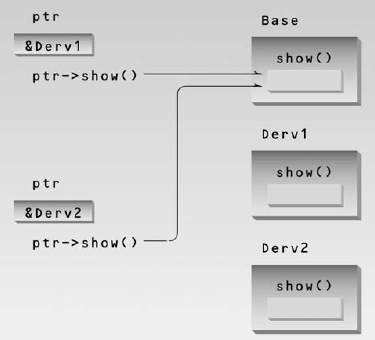 ptr
&Derv1
ptr->show()
ptr
&Derv2
ptr->show()
Base
show()
Derv1
show()
Derv2
show()